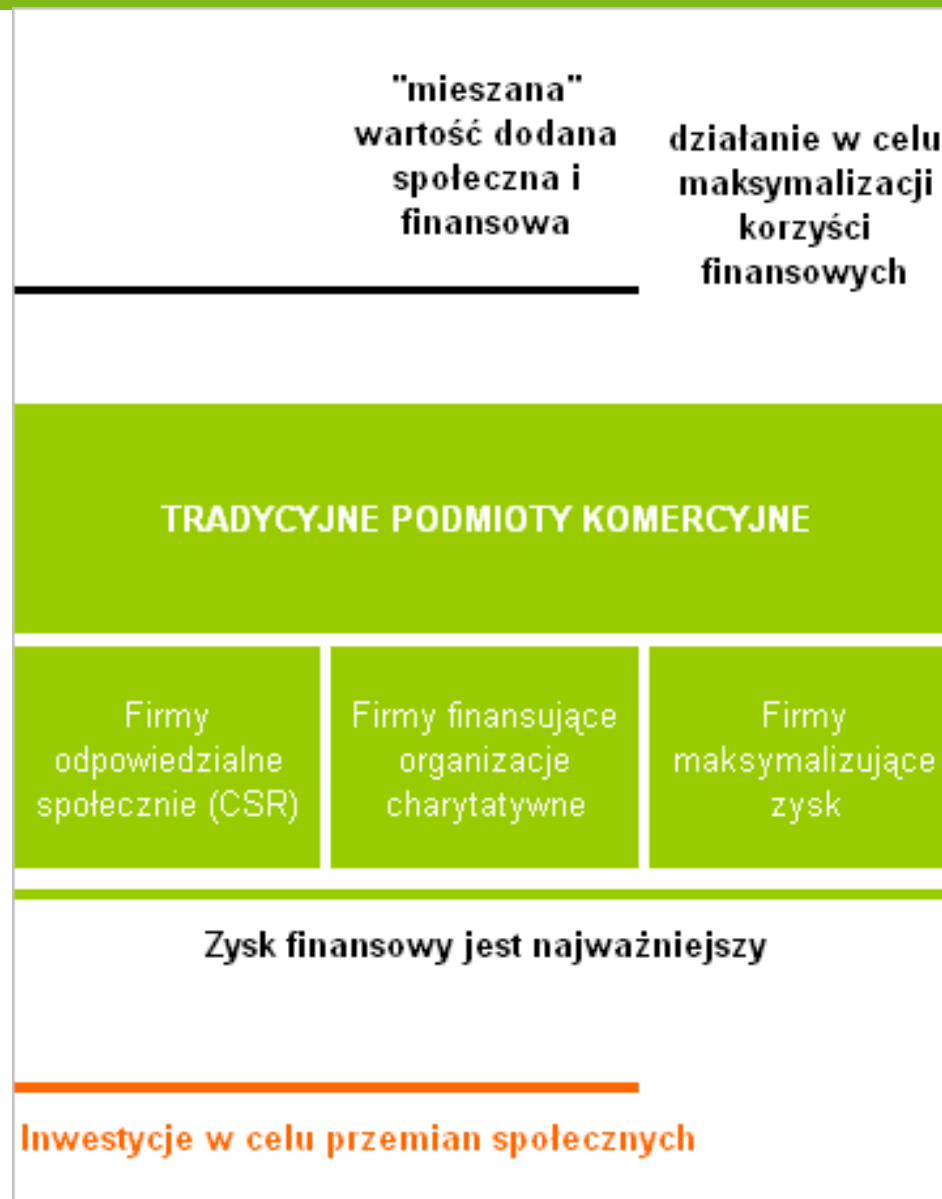 "mieszana"
wartość dodana
społeczna i
finansowa
działanie w celu
maksymalizacji
korzyści
finansowych
TRADYCYJNE PODMIOTY KOMERCYJNE
Firmy
odpowiedzialne
społecznie (CSR)
Firmy finansujące
organizacje
charytatywne
Firmy
maksymalizujące
zysk
Zysk finansowy jest najważniejszy
Inwestycje w celu przemian społecznych